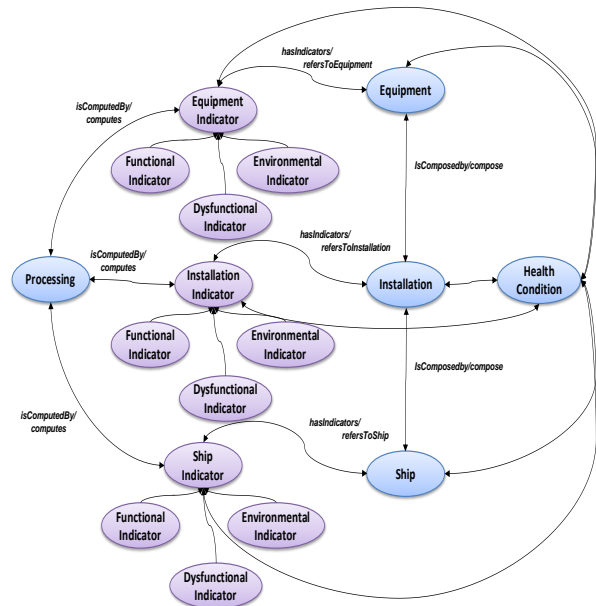 hasIndicators/
refersToEquipment
Equipment
Equipment
Indicator
isComputedBy/
computes
Functional
Indicator
Environmental
Indicator
IsComposedby/compose
Dysfunctional
Indicator
hasIndicators/
refersToInstallation
isComputedBy/
computes
Processing
Installation
Indicator
Installation
Health
Condition
Functional
Indicator
Environmental
Indicator
IsComposedby/compose
Dysfunctional
Indicator
isComputedBy/
computes
hasIndicators/
refersToShip
Ship
Indicator
Ship
Functional
Indicator
Environmental
Indicator
Dysfunctional
Indicator